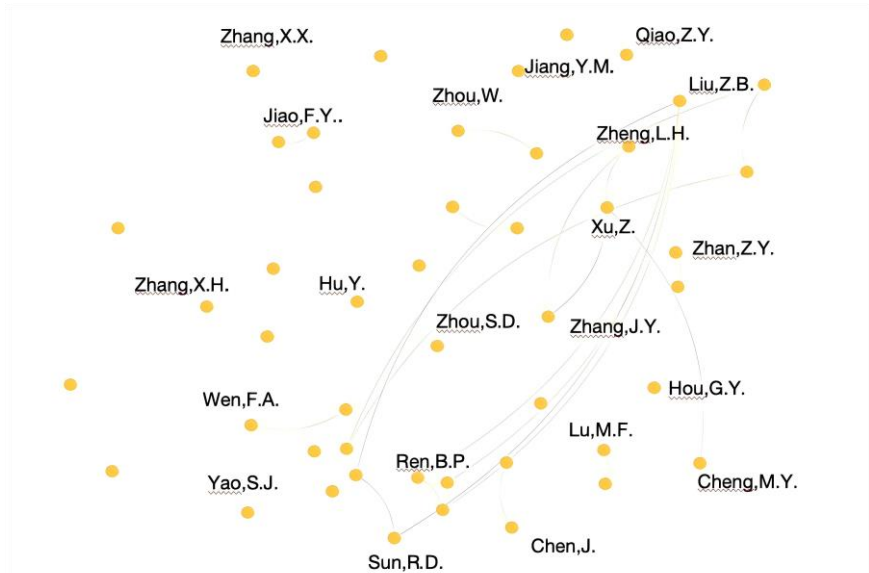 Zhang,X.X.
Qiao,Z.Y.
Jiang,Y.M.
Liu,Z.B.
Zhou,W.
Jiao,F.Y..
Zheng,L.H.
Xu,Z.
Zhan,Z.Y.
Zhang,X.H.
Hu,Y.
Zhou,S.D.
Zhang,J.Y.
Hou,G.Y.
Wen,F.A.
Lu,M.F.
Ren,B.P.
Yao,S.J.
Cheng,M.Y.
Chen,J.
Sun,R.D.